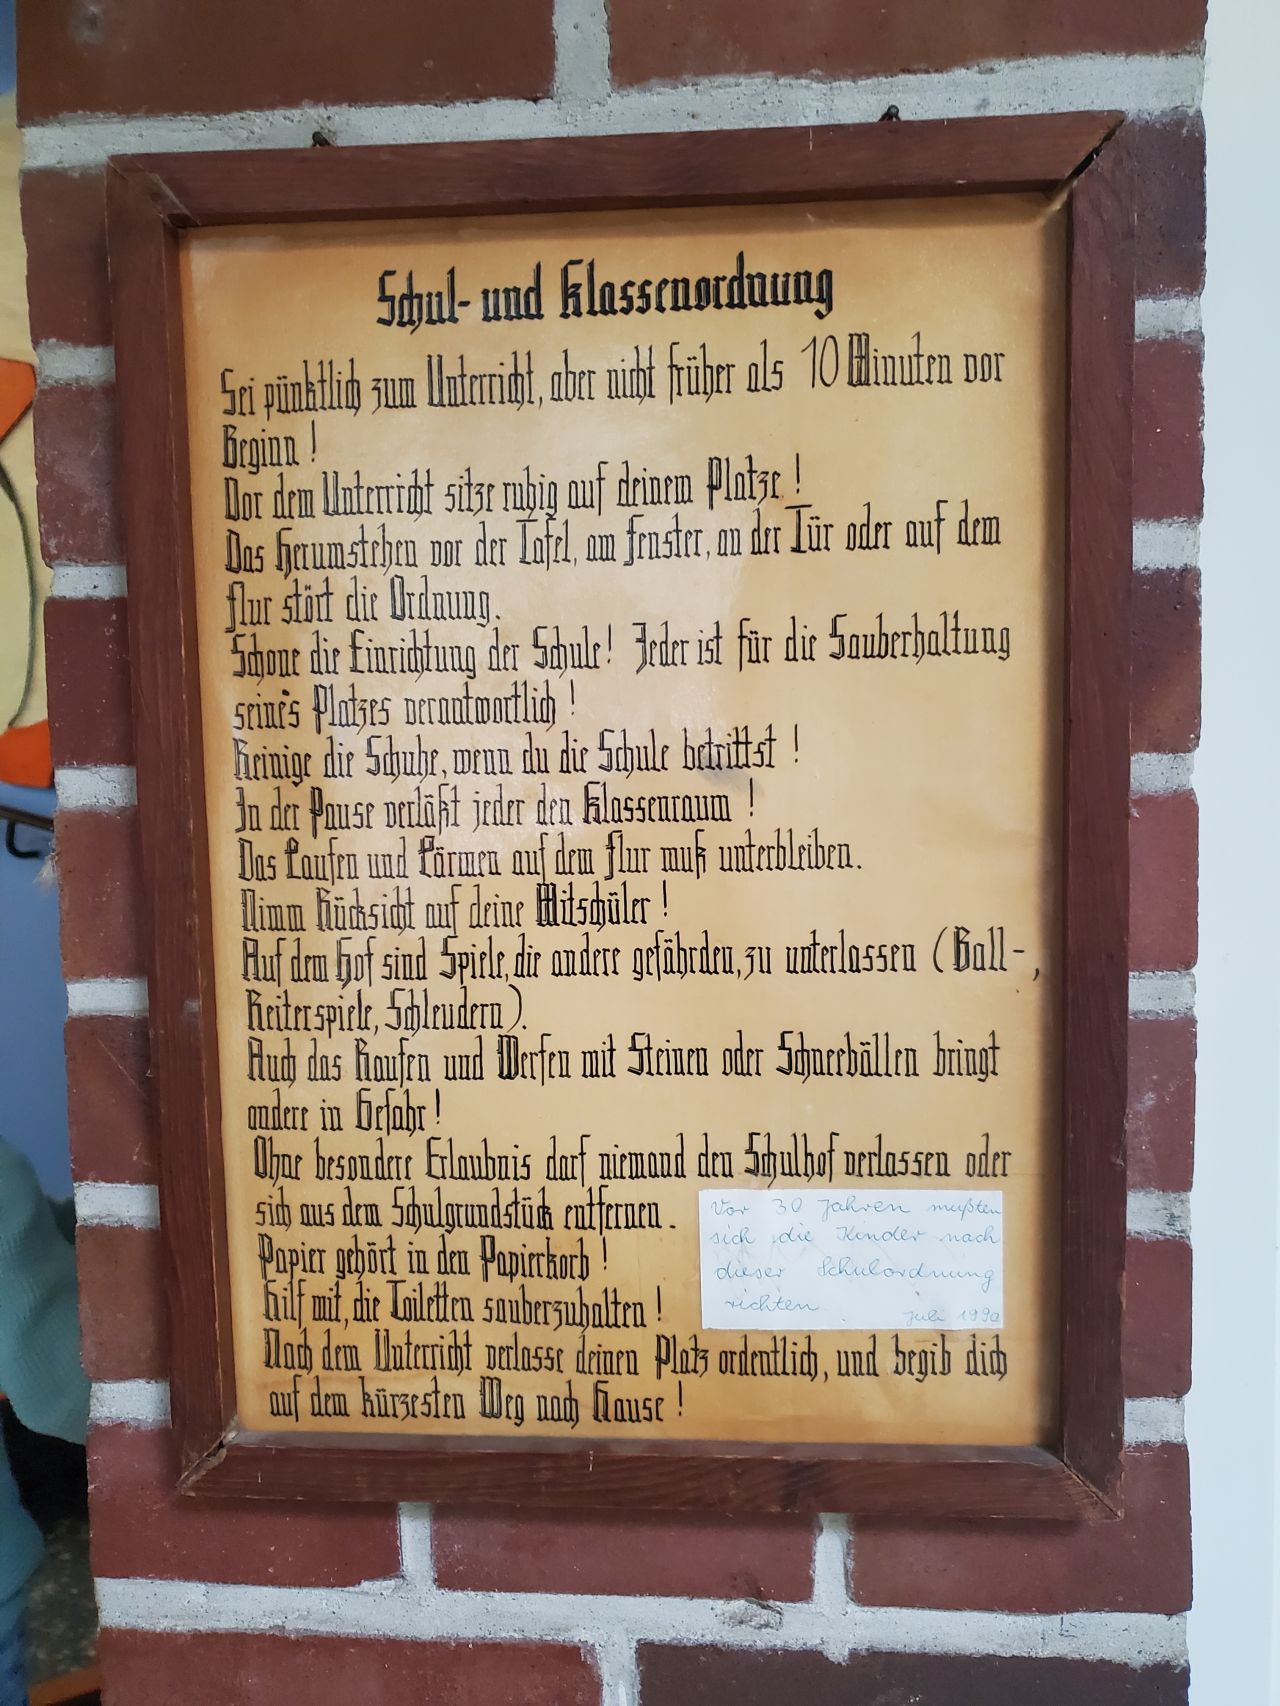 Schul- und Klassenordnung
Sei pünktlich zum Unterricht, aber nicht früher als 10 Minuten vor
Beginn!
Vor dem Unterricht sitze ruhig auf deinem Platze!
Das Herumstehen vor der Tafel, am Fenster, an der Tür oder auf dem
Flur stört die Ordnung.
Schone die Einrichtung der Schule! Jeder ist für die Sauberhaltung
seines Platzes verantwortlich!
Reinige die Schuhe, wenn du die Schule betrittst!
In der Pause verläßt jeder den Klassenraum!
Das Laufen und Lärmen auf dem Flur muß unterbleiben.
Nimm Rücksicht auf deine Mitschüler!
Auf dem Hof sind Spiele, die andere gefährden, zu unterlassen (Ball-,
Reiterspiele, Schleudern).
Auch das Raufen und Werfen mit Steinen oder Schneebällen bringt
andere in Gefahr!
Ohne besondere Erlaubnis darf niemand den Schulhof verlassen oder
sich aus dem Schulgrundstück entfernen.
Papier gehört in den Papierkorb!
Hilf mit, die Toiletten sauberzuhalten!
Nach dem Unterricht verlasse deinen Platz ordentlich, und begib dich
auf dem kürzesten Weg nach Hause!
Vor 30 Jahren mußten
sich die Kinder nach
dieser Schulordnung
richten.
Juli 1990